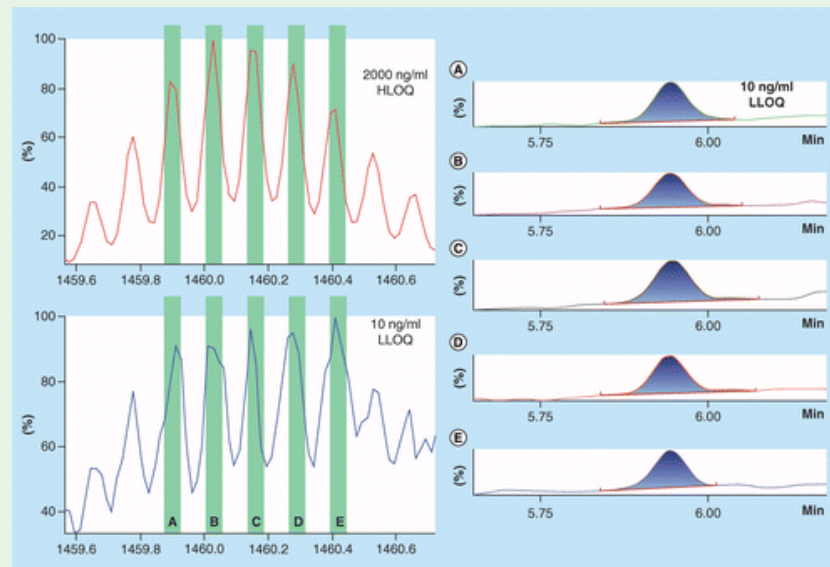 100
80
60
40
20
(%)
2000 ng/ml
HLOQ
1459.6 1459.8 1460.0 1460.2 1460.4 1460.6
100
80
60
40
(%)
10 ng/ml
LLOQ
A B C D E
1459.6 1459.8 1460.0 1460.2 1460.4 1460.6
A
(%)
10 ng/ml
LLOQ
5.75 6.00 Min
B
(%)
5.75 6.00 Min
C
(%)
5.75 6.00 Min
D
(%)
5.75 6.00 Min
E
(%)
5.75 6.00 Min